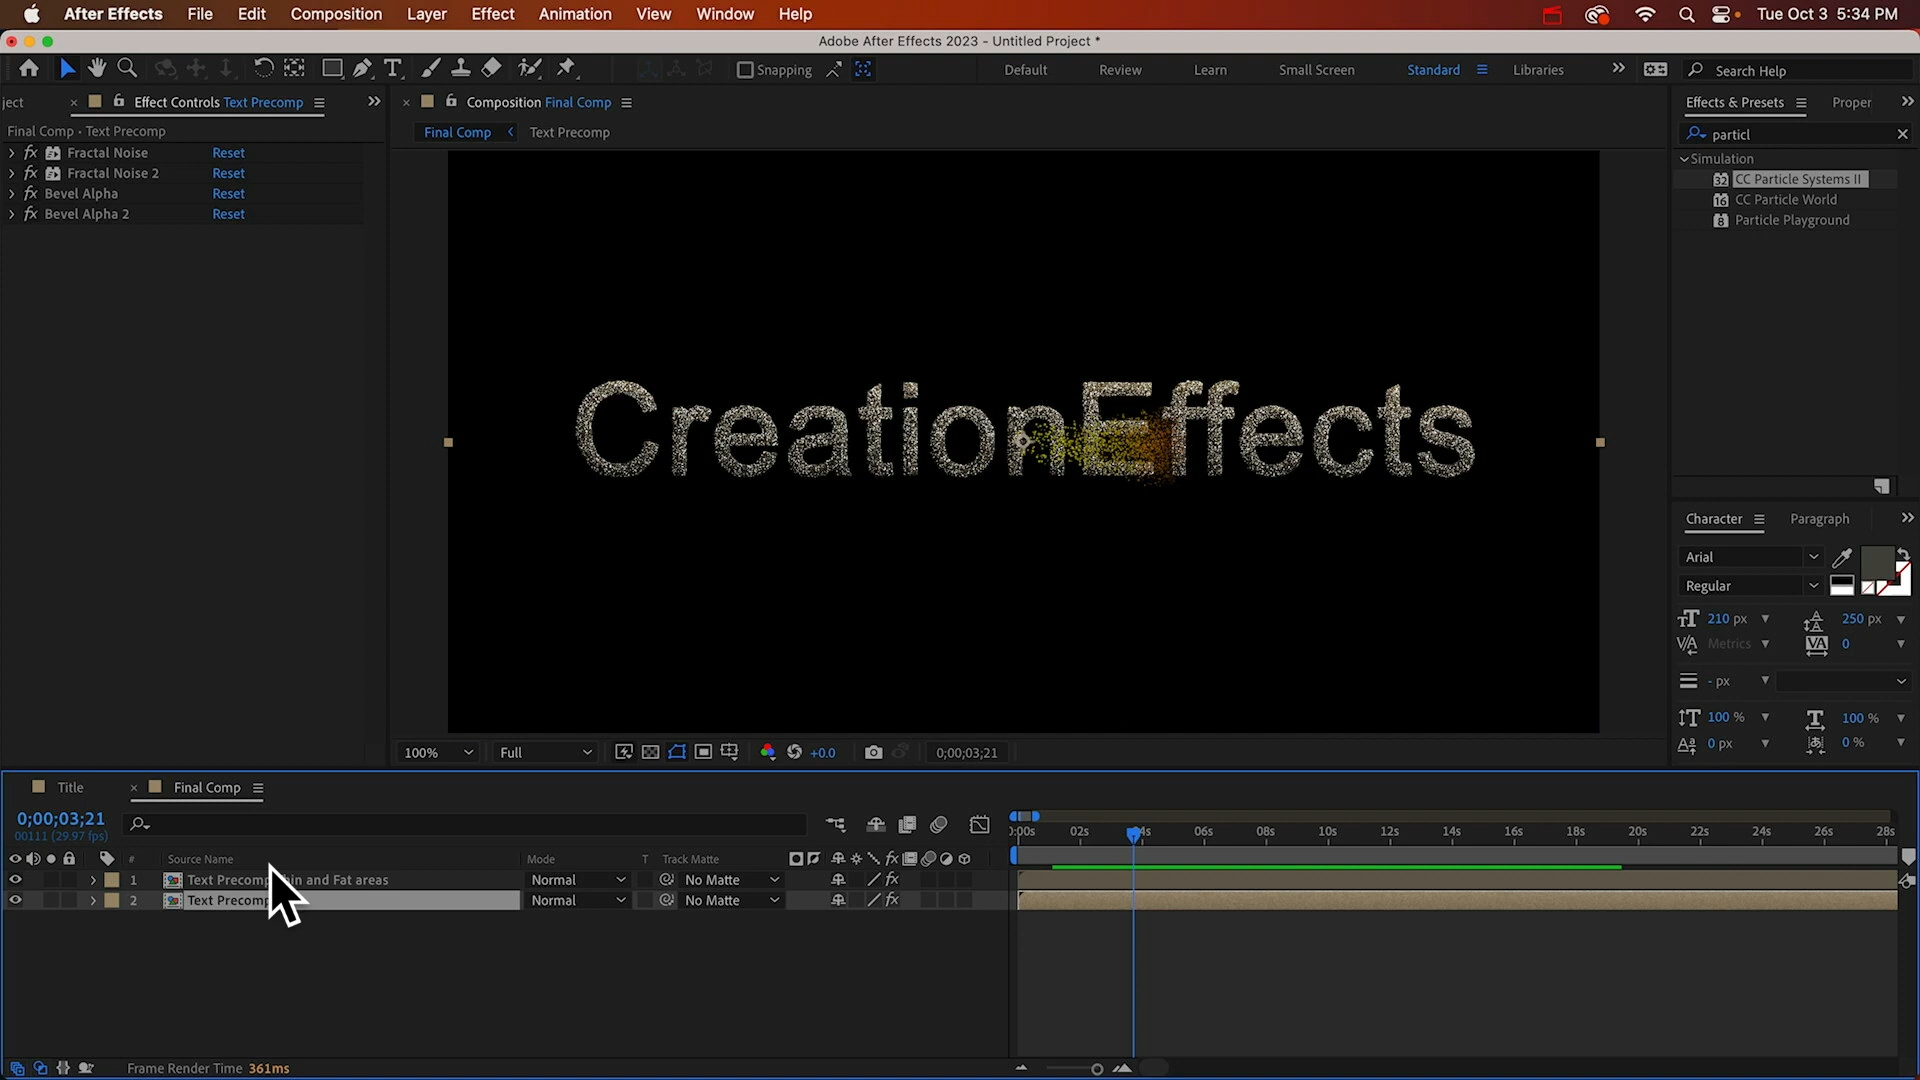 After Effects File Edit Composition Layer Effect Animation View Window Help Tue Oct 3 5:34 PM
Adobe After Effects 2023 - Untitled Project *
Snapping Default Review Learn Small Screen Standard Libraries Search Help
ject Effect Controls Text Precomp
Final Comp • Text Precomp
fx Fractal Noise Reset
fx Fractal Noise 2 Reset
fx Bevel Alpha Reset
fx Bevel Alpha 2 Reset
Composition Final Comp
Final Comp Text Precomp
CreationEffects
100% Full +0.0 0;00;03;21
Effects & Presets Proper
particl
Simulation
32 CC Particle Systems II
16 CC Particle World
8 Particle Playground
Character Paragraph
Arial
Regular
210 px 250 px
Metrics 0
- px
100 % 100 %
0 px 0 %
Title Final Comp
0;00;03;21
00111 (29.97 fps)
# Source Name Mode T Track Matte
1 Text Precomp Normal No Matte
and Fat areas
2 Text Precomp Normal No Matte
02s 06s 08s 10s 12s 14s 16s 18s 20s 22s 24s 26s 28s
Frame Render Time 361ms